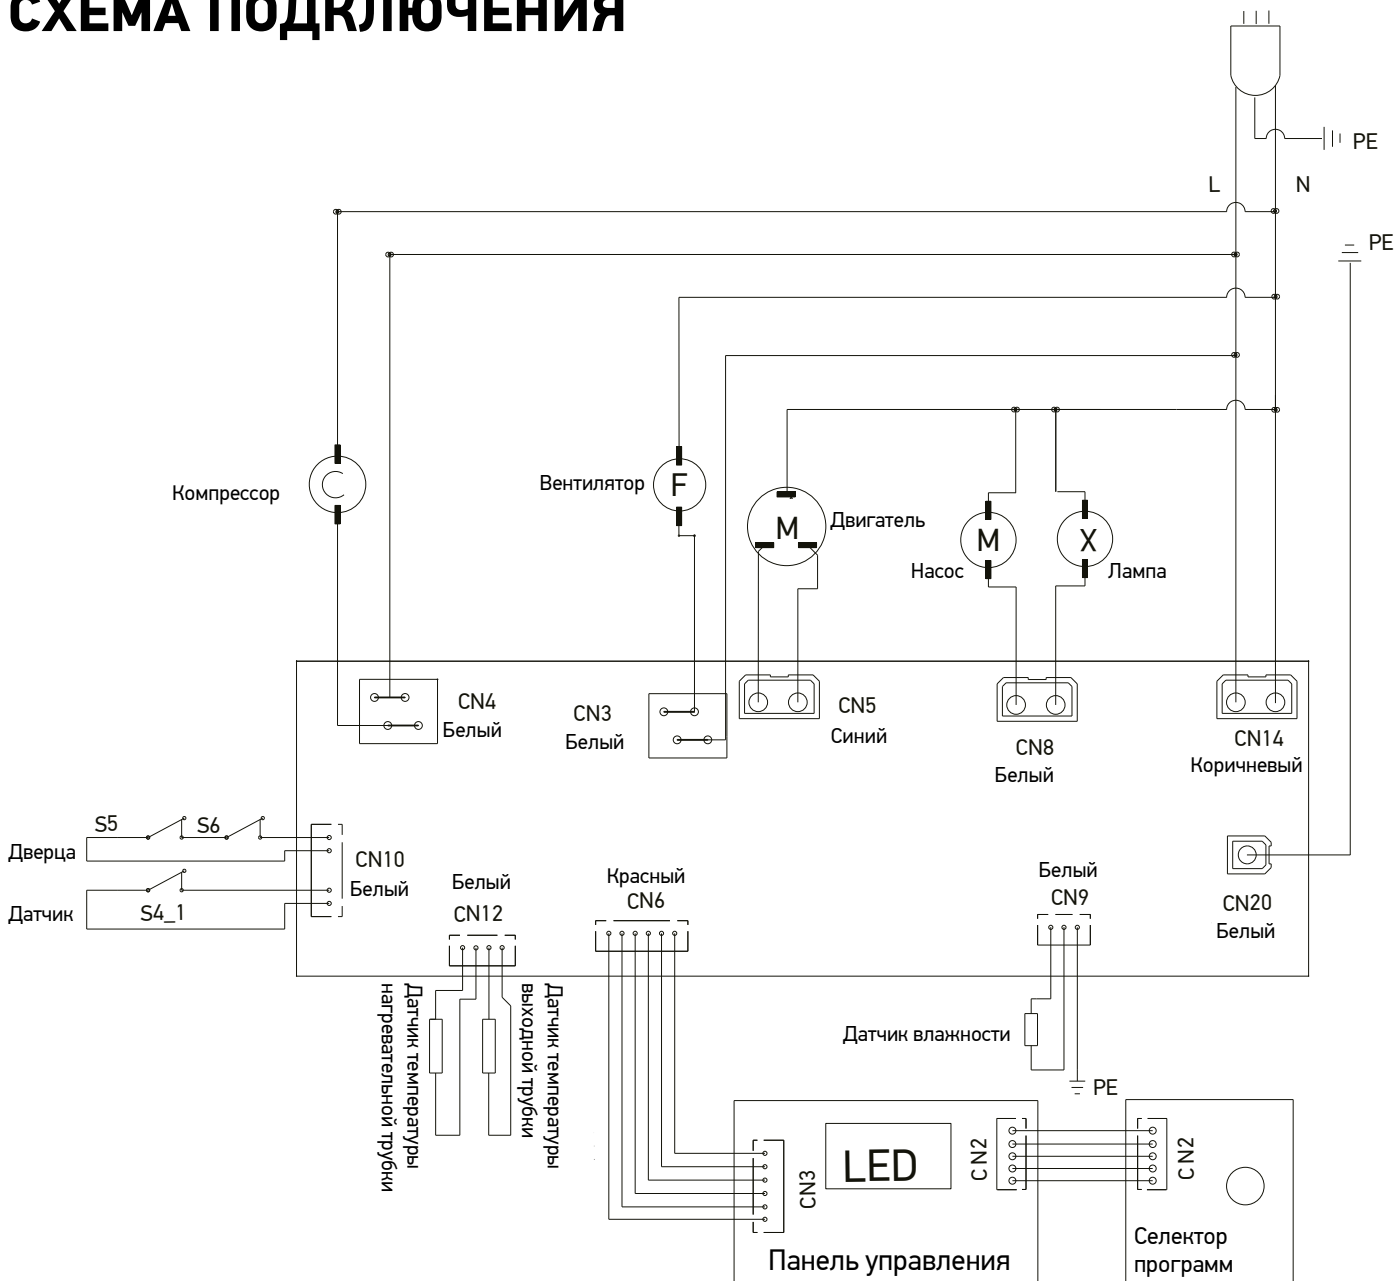 СХЕМА ПОДКЛЮЧЕНИЯ
PE
L N
PE
Компрессор
C
Вентилятор
F
M
Двигатель
M
Насос
X
Лампа
CN4
Белый
CN3
Белый
CN5
Синий
CN8
Белый
CN14
Коричневый
S5 S6
Дверца
CN10
Белый
Датчик
S4_1
Белый
CN12
Красный
CN6
Белый
CN9
CN20
Белый
Датчик температуры
нагревательной трубки
Датчик температуры
выходной трубки
Датчик влажности
PE
CN3
LED
CN2
CN2
Панель управления
Селектор
программ